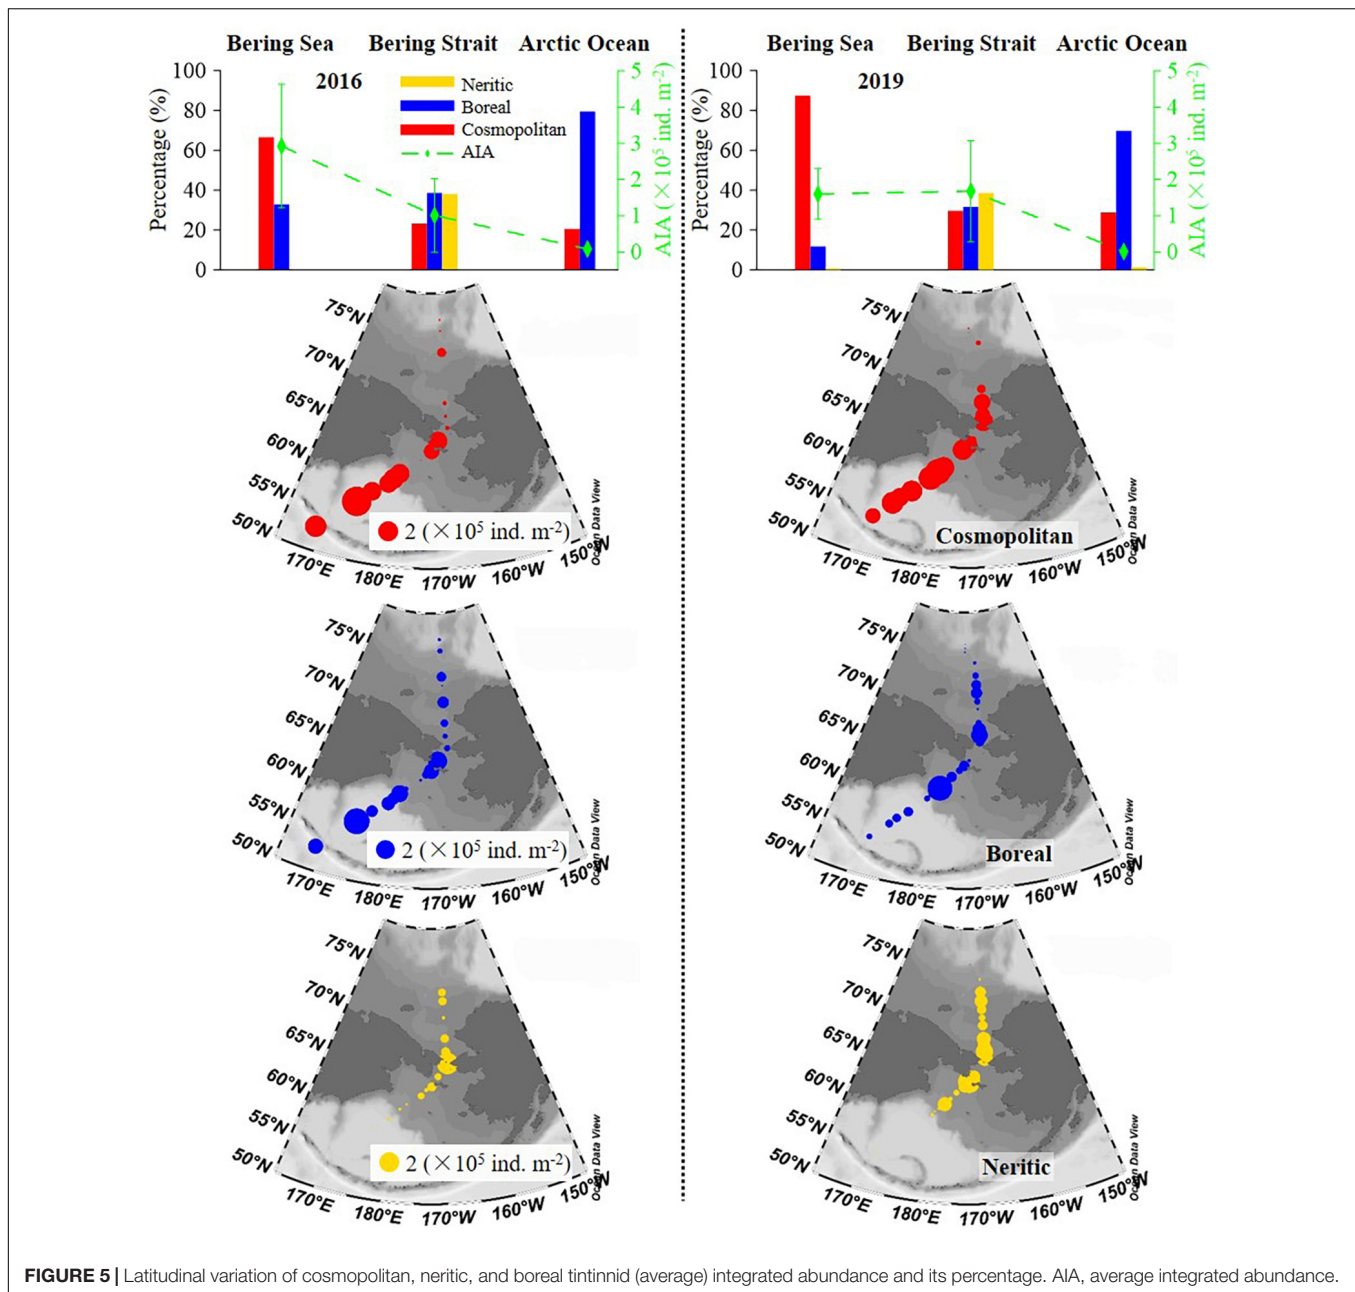 Bering Sea Bering Strait Arctic Ocean
2016
Percentage (%)
100
80
60
40
20
0
Neritic
Boreal
Cosmopolitan
AIA
5
4
3
2
1
0
AIA (×10⁵ ind. m⁻²)
Bering Sea Bering Strait Arctic Ocean
2019
Percentage (%)
100
80
60
40
20
0
5
4
3
2
1
0
AIA (×10⁵ ind. m⁻²)
75°N
70°N
65°N
60°N
55°N
50°N
2 (×10⁵ ind. m⁻²)
170°E 180°E 170°W 160°W 150°W
Ocean Data View
75°N
70°N
65°N
60°N
55°N
50°N
Cosmopolitan
170°E 180°E 170°W 160°W 150°W
Ocean Data View
75°N
70°N
65°N
60°N
55°N
50°N
2 (×10⁵ ind. m⁻²)
170°E 180°E 170°W 160°W 150°W
Ocean Data View
75°N
70°N
65°N
60°N
55°N
50°N
Boreal
170°E 180°E 170°W 160°W 150°W
Ocean Data View
75°N
70°N
65°N
60°N
55°N
50°N
2 (×10⁵ ind. m⁻²)
170°E 180°E 170°W 160°W 150°W
Ocean Data View
75°N
70°N
65°N
60°N
55°N
50°N
Neritic
170°E 180°E 170°W 160°W 150°W
Ocean Data View
FIGURE 5 | Latitudinal variation of cosmopolitan, neritic, and boreal tintinnid (average) integrated abundance and its percentage. AIA, average integrated abundance.